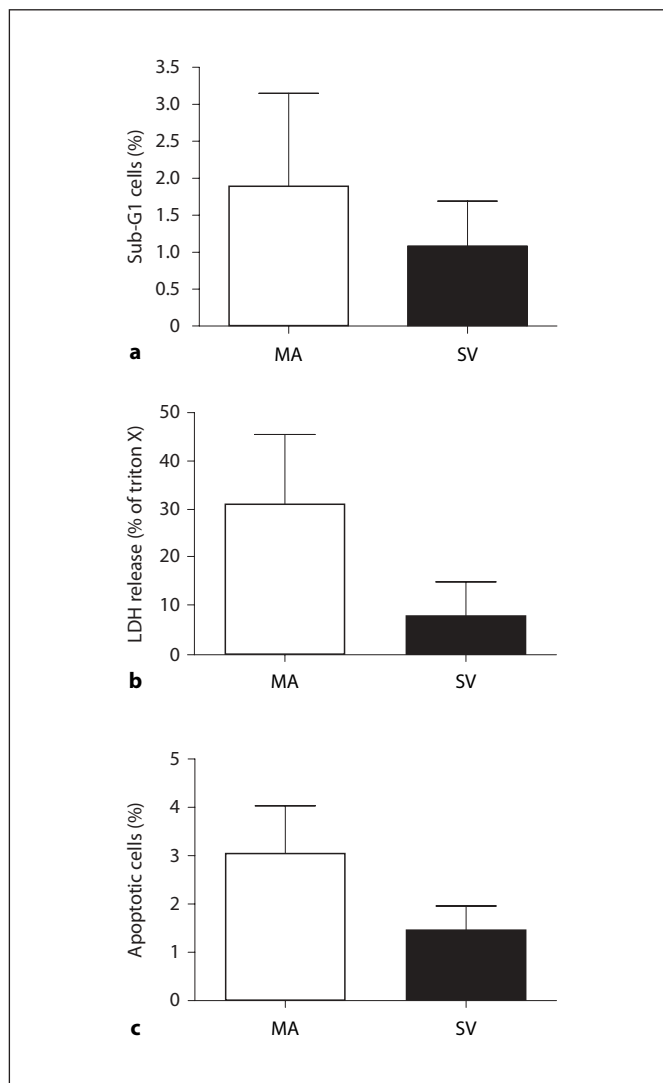 Sub-G1 cells (%)
3.5
3.0
2.5
2.0
1.5
1.0
0.5
0
MA
SV
a
LDH release (% of triton X)
50
40
30
20
10
0
MA
SV
b
Apoptotic cells (%)
5
4
3
2
1
0
MA
SV
c